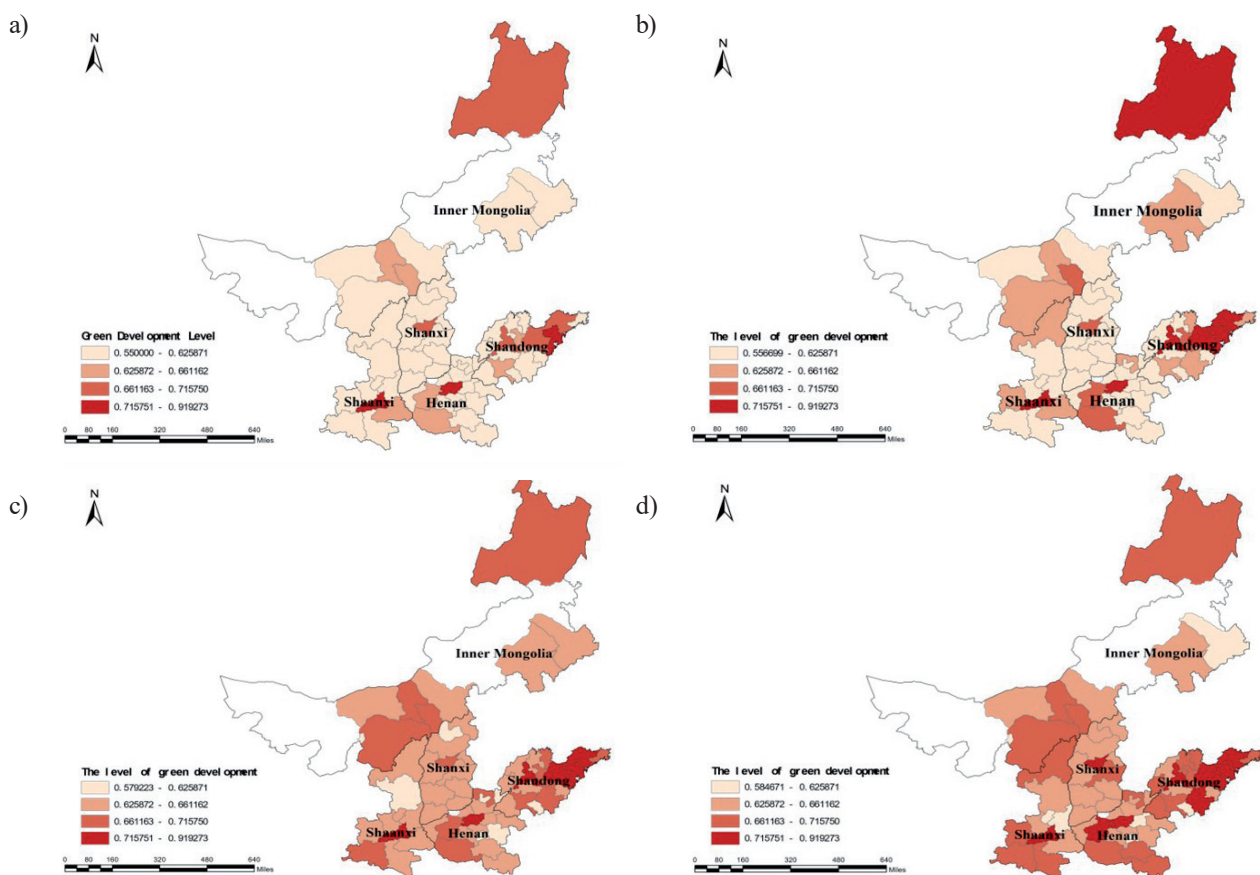 a)
N
Inner Mongolia
Shanxi
Shandong
Shaanxi
Henan
Green Development Level
0.550000 - 0.625871
0.625872 - 0.661162
0.661163 - 0.715750
0.715751 - 0.919273
0 80 160 320 480 640
Miles
b)
N
Inner Mongolia
Shanxi
Shandong
Shaanxi
Henan
The level of green development
0.556699 - 0.625871
0.625872 - 0.661162
0.661163 - 0.715750
0.715751 - 0.919273
0 80 160 320 480 640
Miles
c)
N
Inner Mongolia
Shanxi
Shandong
Shaanxi
Henan
The level of green development
0.579223 - 0.625871
0.625872 - 0.661162
0.661163 - 0.715750
0.715751 - 0.919273
0 80 160 320 480 640
Miles
d)
N
Inner Mongolia
Shanxi
Shandong
Shaanxi
Henan
The level of green development
0.584671 - 0.625871
0.625872 - 0.661162
0.661163 - 0.715750
0.715751 - 0.919273
0 80 160 320 480 640
Miles